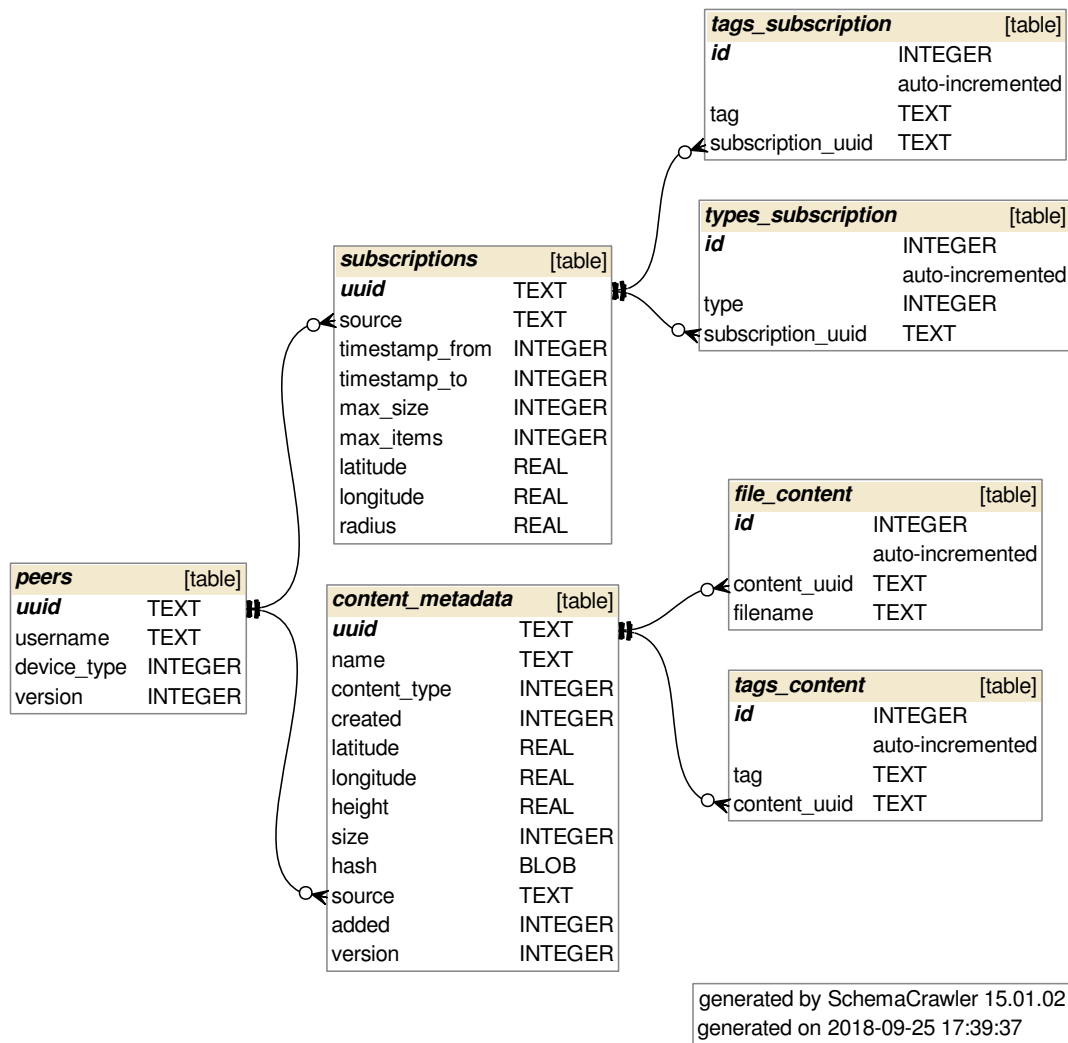 tags_subscription [table]
id INTEGER
auto-incremented
tag TEXT
subscription_uuid TEXT
types_subscription [table]
id INTEGER
auto-incremented
type INTEGER
subscription_uuid TEXT
subscriptions [table]
uuid TEXT
source TEXT
timestamp_from INTEGER
timestamp_to INTEGER
max_size INTEGER
max_items INTEGER
latitude REAL
longitude REAL
radius REAL
file_content [table]
id INTEGER
auto-incremented
content_uuid TEXT
filename TEXT
peers [table]
uuid TEXT
username TEXT
device_type INTEGER
version INTEGER
content_metadata [table]
uuid TEXT
name TEXT
content_type INTEGER
created INTEGER
latitude REAL
longitude REAL
height REAL
size INTEGER
hash BLOB
source TEXT
added INTEGER
version INTEGER
tags_content [table]
id INTEGER
auto-incremented
tag TEXT
content_uuid TEXT
generated by SchemaCrawler 15.01.02
generated on 2018-09-25 17:39:37